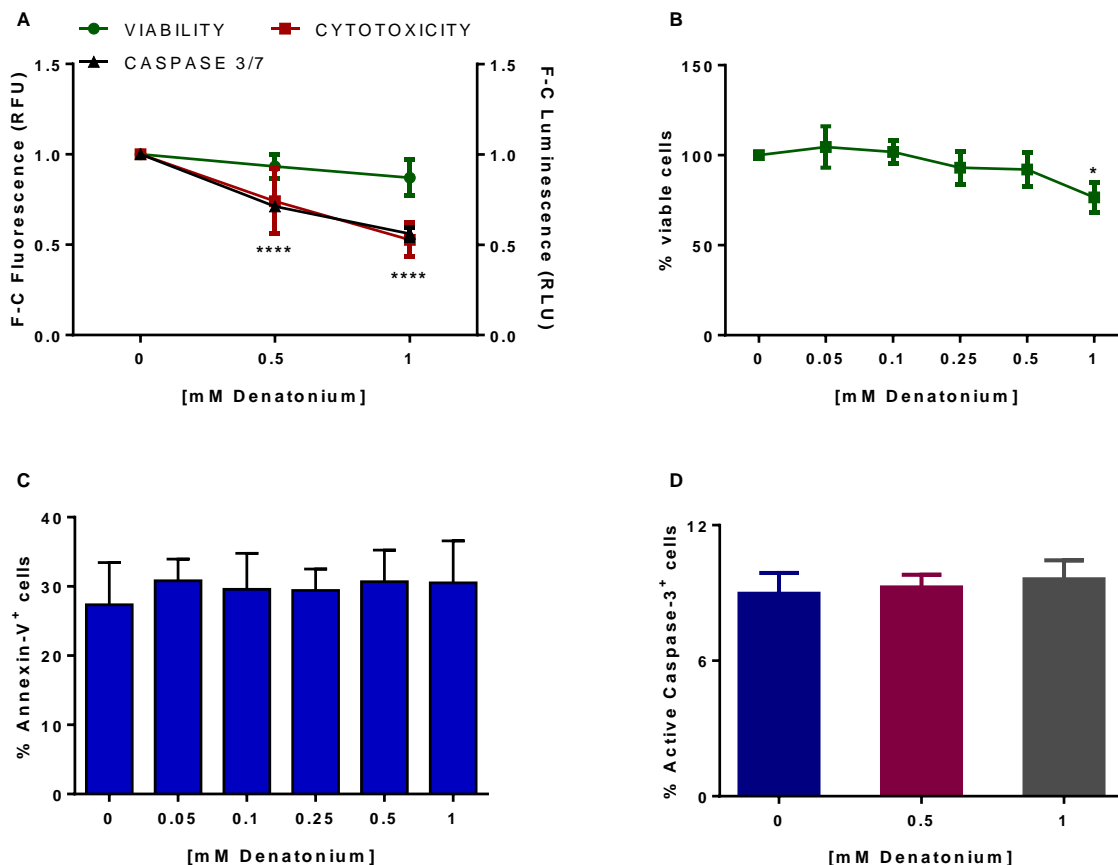 A
VIABILITY
CYTOTOXICITY
CASPASE 3/7
F-C Fluorescence (RFU)
1.5
1.0
0.5
0.0
F-C Luminescence (RLU)
1.5
1.0
0.5
0.0
****
****
0
0.5
1
[mM Denatonium]
B
% viable cells
150
100
50
0
*
0
0.05
0.1
0.25
0.5
1
[mM Denatonium]
C
% Annexin-V+ cells
40
30
20
10
0
0
0.05
0.1
0.25
0.5
1
[mM Denatonium]
D
% Active Caspase-3+ cells
12
6
0
0
0.5
1
[mM Denatonium]